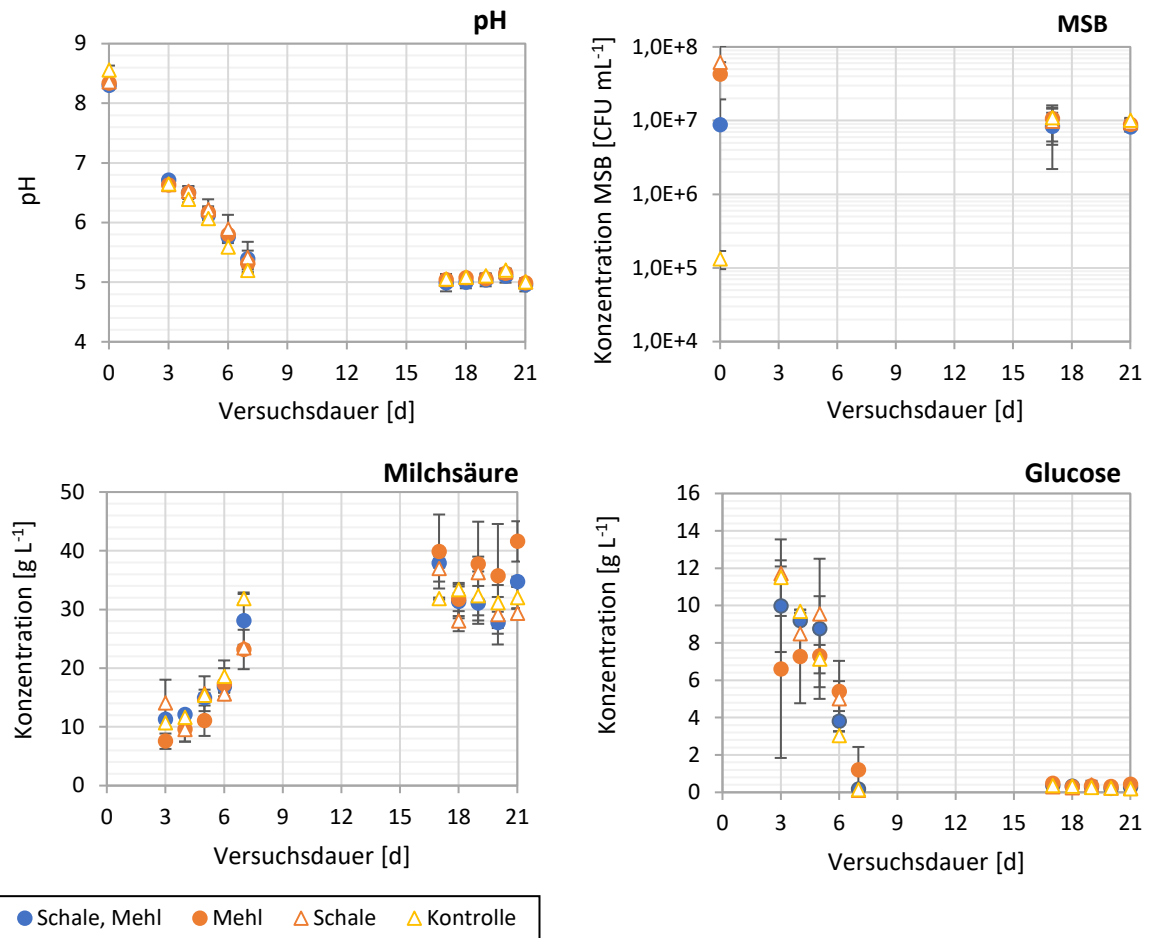 pH
9
8
7
6
5
4
pH
0 3 6 9 12 15 18 21
Versuchsdauer [d]
MSB
1,0E+8
1,0E+7
1,0E+6
1,0E+5
1,0E+4
Konzentration MSB [CFU mL⁻¹]
0 3 6 9 12 15 18 21
Versuchsdauer [d]
Milchsäure
50
40
30
20
10
0
Konzentration [g L⁻¹]
0 3 6 9 12 15 18 21
Versuchsdauer [d]
Glucose
16
14
12
10
8
6
4
2
0
Konzentration [g L⁻¹]
0 3 6 9 12 15 18 21
Versuchsdauer [d]
Schale, Mehl Mehl Schale Kontrolle